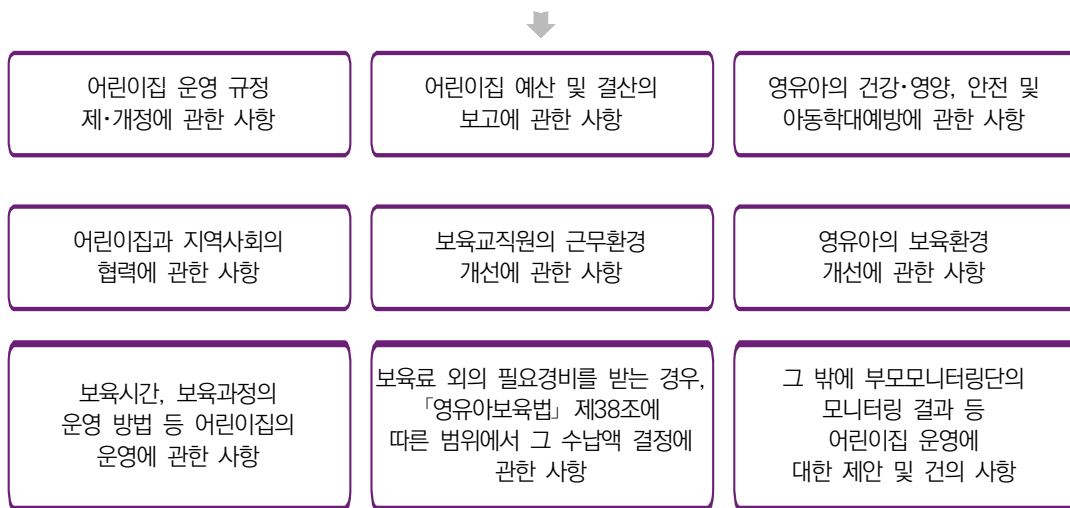 어린이집 운영 규정
제·개정에 관한 사항
어린이집 예산 및 결산의
보고에 관한 사항
영유아의 건강·영양, 안전 및
아동학대예방에 관한 사항
어린이집과 지역사회의
협력에 관한 사항
보육교직원의 근무환경
개선에 관한 사항
영유아의 보육환경
개선에 관한 사항
보육시간, 보육과정의
운영 방법 등 어린이집의
운영에 관한 사항
보육료 외의 필요경비를 받는 경우,
「영유아보육법」 제38조에
따른 범위에서 그 수납액 결정에
관한 사항
그 밖에 부모모니터링단의
모니터링 결과 등
어린이집 운영에
대한 제안 및 건의 사항